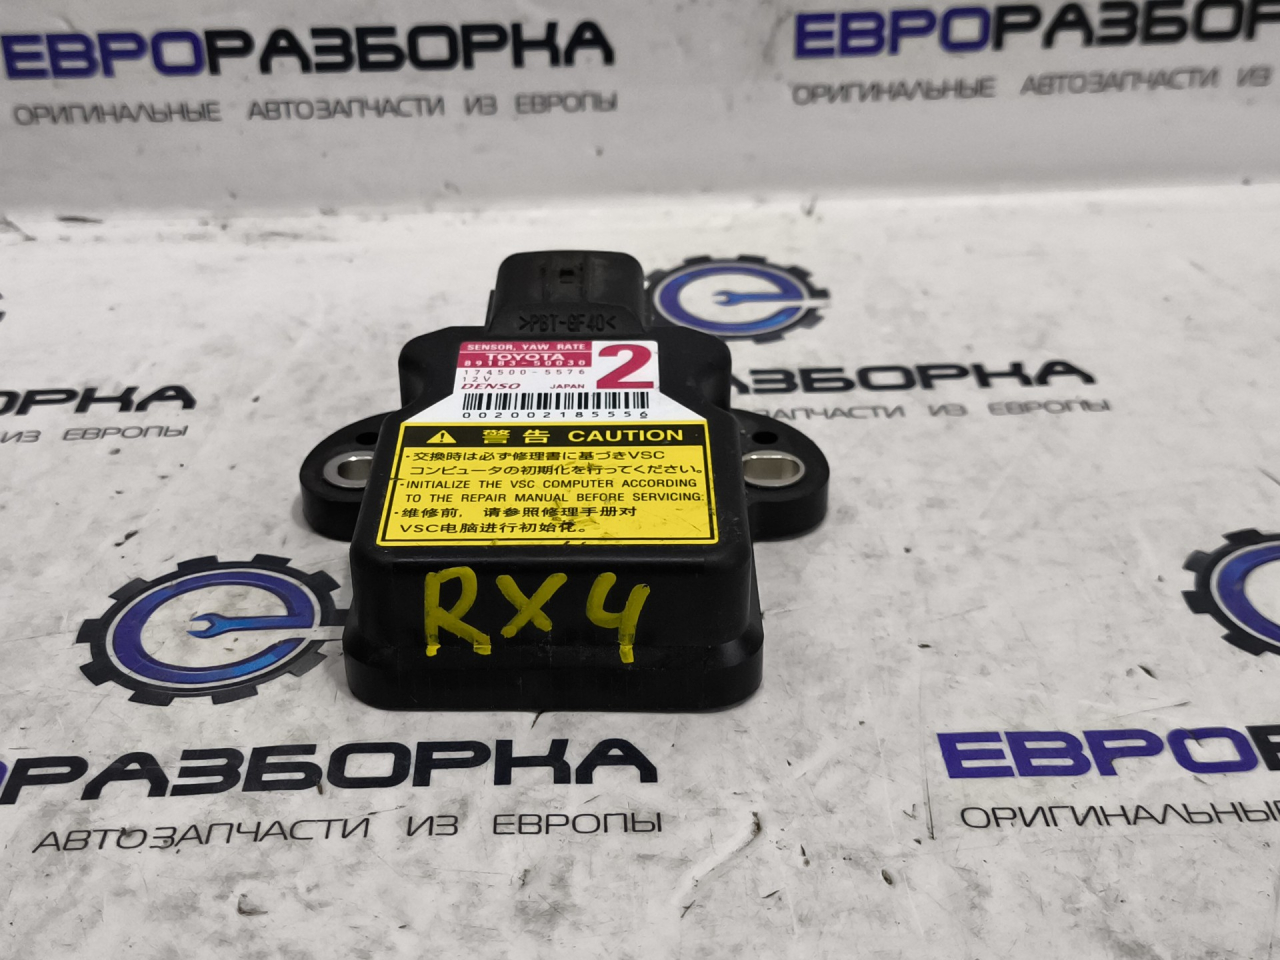 ЕВРОРАЗБОРКА
ОРИГИНАЛЬНЫЕ АВТОЗАПЧАСТИ ИЗ ЕВРОПЫ
ЕВРОРАЗБОРКА
ОРИГИНАЛЬНЫЕ АВТОЗАПЧАСТИ ИЗ
>PBT-GF40<
SENSOR, YAW RATE
TOYOTA
89183-50030
174500-5576
12V
DENSO JAPAN
2
002002185556
警告 CAUTION
・交換時は必ず修理書に基づきVSC
コンピュータの初期化を行ってください。
・INITIALIZE THE VSC COMPUTER ACCORDING
TO THE REPAIR MANUAL BEFORE SERVICING.
・维修前，请参照修理手册对
VSC电脑进行初始化。
RX4
РАЗБОРКА
ИЗ ЕВРОПЫ
РАЗБОРКА
АВТОЗАПЧАСТИ ИЗ ЕВРОПЫ
ОРАЗБОРКА
АВТОЗАПЧАСТИ ИЗ ЕВРОПЫ
ЕВРО
ОРИГИНАЛЬНЫЕ